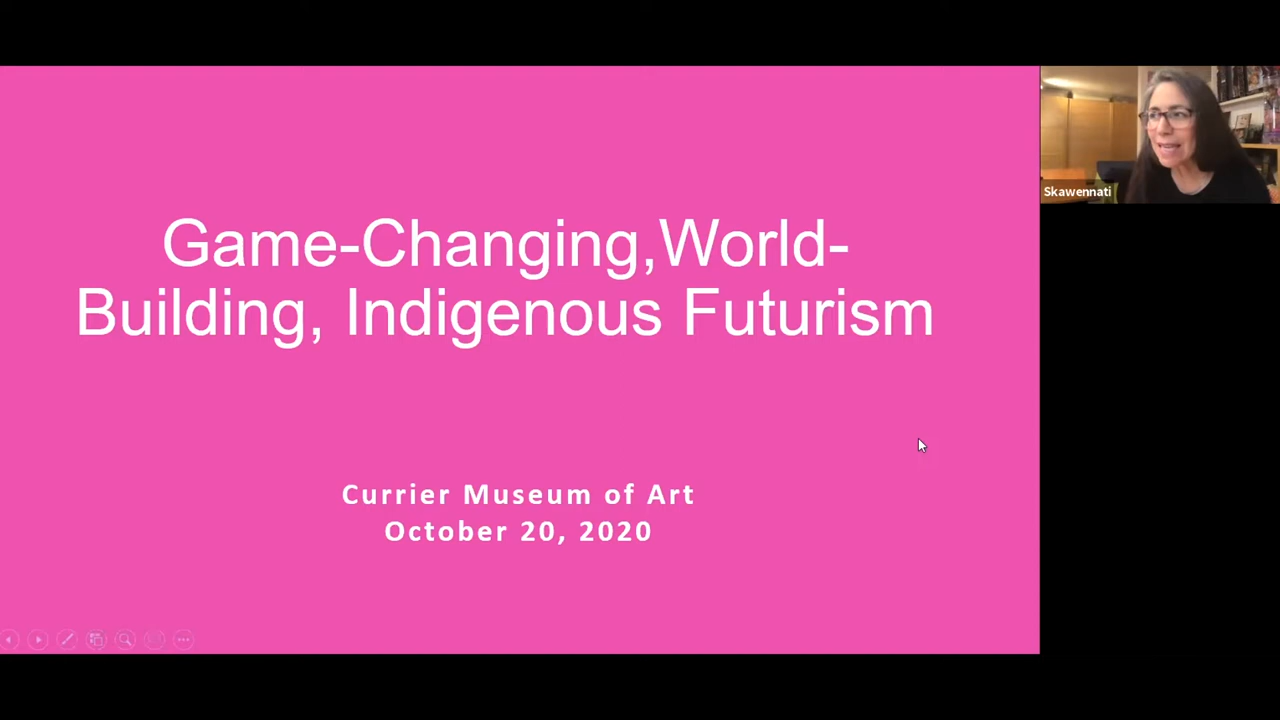 Game-Changing,World-
Building, Indigenous Futurism
Currier Museum of Art
October 20, 2020
Skawennati